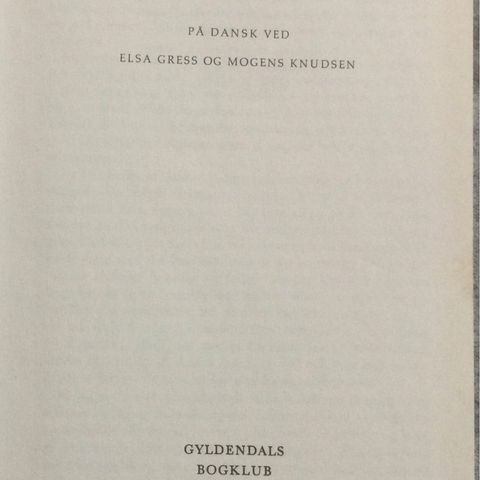 PÅ DANSK VED
ELSA GRESS OG MOGENS KNUDSEN
GYLDENDALS
BOGKLUB